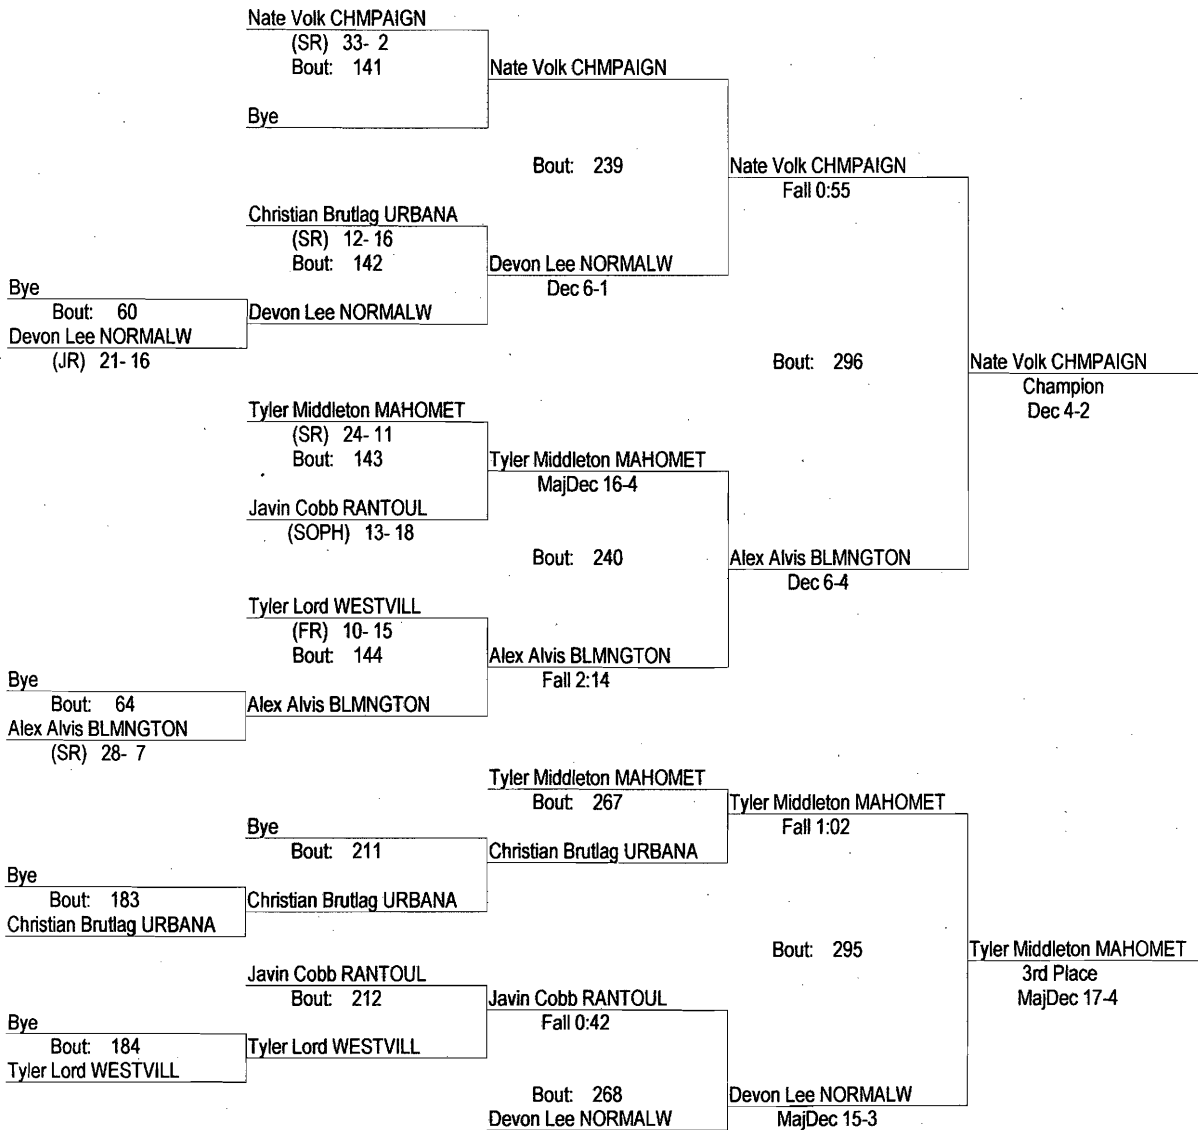 Nate Volk CHMPAIGN
(SR) 33- 2
Bout: 141
Nate Volk CHMPAIGN
Bye
Bout: 239
Nate Volk CHMPAIGN
Fall 0:55
Christian Brutlag URBANA
(SR) 12- 16
Bout: 142
Devon Lee NORMALW
Dec 6-1
Bye
Bout: 60
Devon Lee NORMALW
Devon Lee NORMALW
(JR) 21- 16
Bout: 296
Nate Volk CHMPAIGN
Champion
Dec 4-2
Tyler Middleton MAHOMET
(SR) 24- 11
Bout: 143
Tyler Middleton MAHOMET
MajDec 16-4
Javin Cobb RANTOUL
(SOPH) 13- 18
Bout: 240
Alex Alvis BLMNGTON
Dec 6-4
Tyler Lord WESTVILL
(FR) 10- 15
Bout: 144
Alex Alvis BLMNGTON
Fall 2:14
Bye
Bout: 64
Alex Alvis BLMNGTON
Alex Alvis BLMNGTON
(SR) 28- 7
Tyler Middleton MAHOMET
Bout: 267
Tyler Middleton MAHOMET
Fall 1:02
Bye
Bout: 211
Christian Brutlag URBANA
Bye
Bout: 183
Christian Brutlag URBANA
Christian Brutlag URBANA
Bout: 295
Tyler Middleton MAHOMET
3rd Place
MajDec 17-4
Javin Cobb RANTOUL
Bout: 212
Javin Cobb RANTOUL
Fall 0:42
Bye
Bout: 184
Tyler Lord WESTVILL
Tyler Lord WESTVILL
Bout: 268
Devon Lee NORMALW
Devon Lee NORMALW
MajDec 15-3